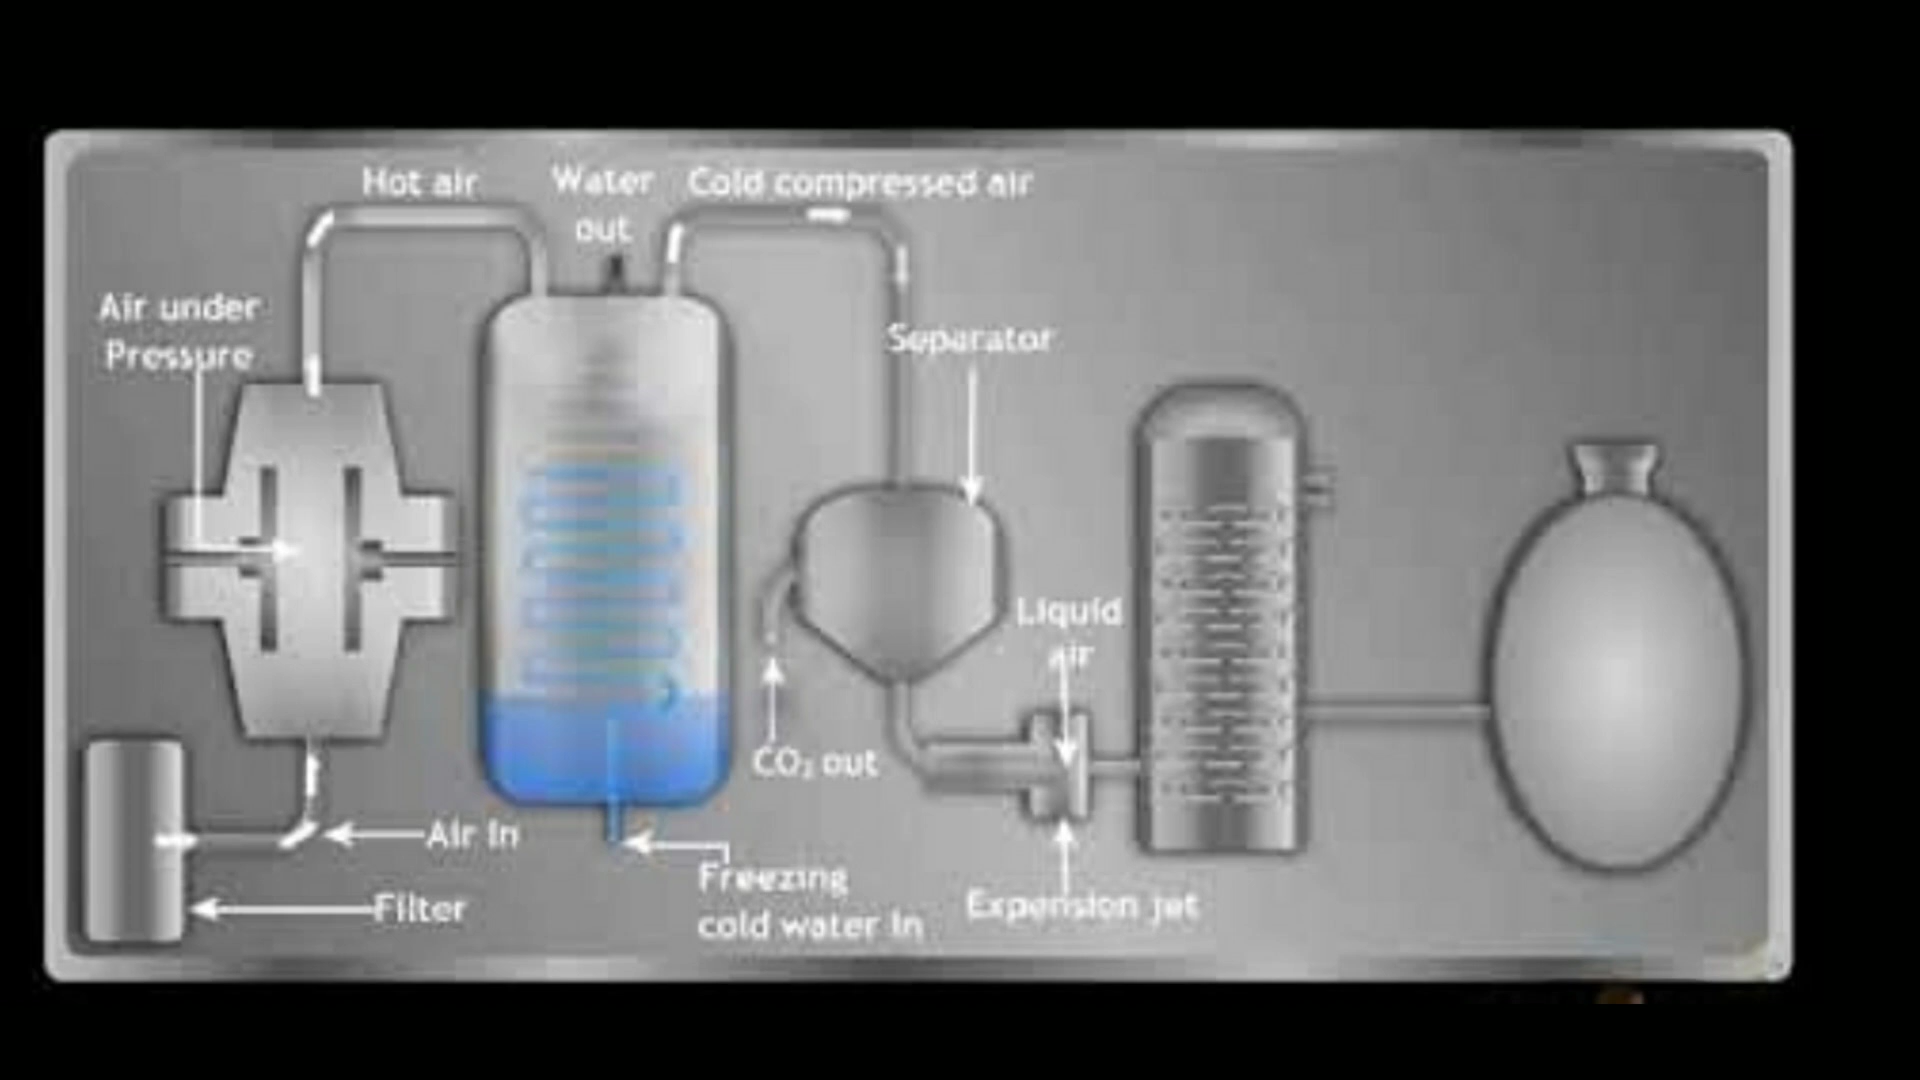 Hot air
Water
out
Cold compressed air
Air under
Pressure
Separator
Liquid
air
CO₂ out
Air in
Freezing
cold water in
Filter
Expansion jet